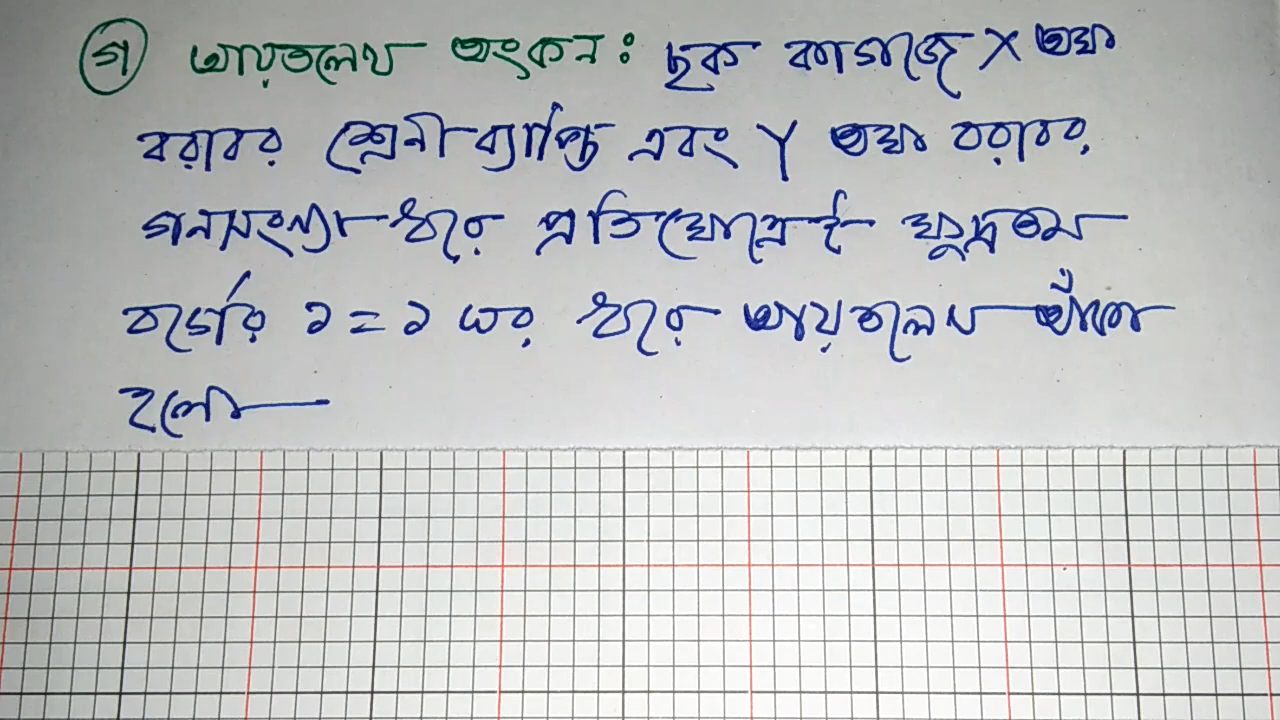 গ আয়তলেখ অংকন : ছক কাগজে X অক্ষ
বরাবর শ্রেনীব্যাপ্তি এবং Y অক্ষ বরাবর
গনসংখ্যা ধরে প্রতিক্ষেত্রেই ক্ষুদ্রতম
বর্গের ১ = ১ ঘর ধরে আয়তলেখ আঁকা
হলো—